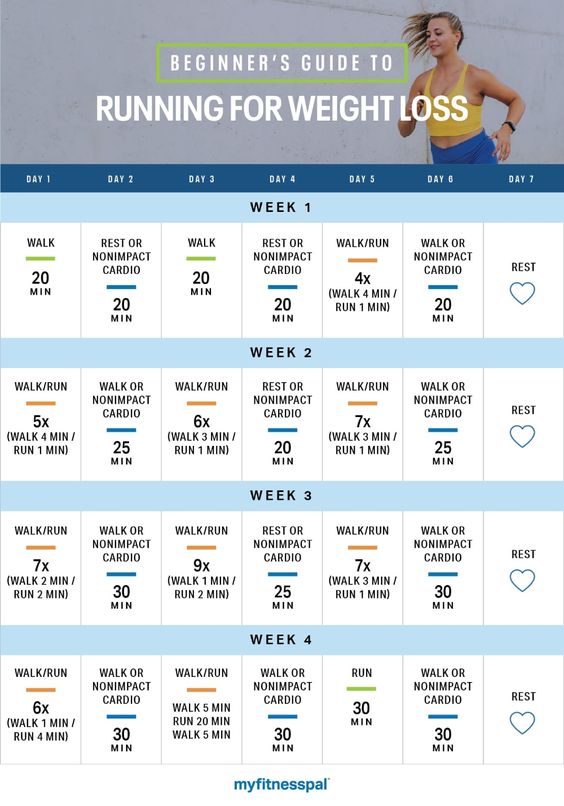 BEGINNER'S GUIDE TO
RUNNING FOR WEIGHT LOSS
DAY 1 DAY 2 DAY 3 DAY 4 DAY 5 DAY 6 DAY 7
WEEK 1
WALK
20
MIN
REST OR
NONIMPACT
CARDIO
20
MIN
WALK
20
MIN
REST OR
NONIMPACT
CARDIO
20
MIN
WALK/RUN
4x
(WALK 4 MIN /
RUN 1 MIN)
WALK OR
NONIMPACT
CARDIO
20
MIN
REST
WEEK 2
WALK/RUN
5x
(WALK 4 MIN /
RUN 1 MIN)
WALK OR
NONIMPACT
CARDIO
25
MIN
WALK/RUN
6x
(WALK 3 MIN /
RUN 1 MIN)
REST OR
NONIMPACT
CARDIO
20
MIN
WALK/RUN
7x
(WALK 3 MIN /
RUN 1 MIN)
WALK OR
NONIMPACT
CARDIO
25
MIN
REST
WEEK 3
WALK/RUN
7x
(WALK 2 MIN /
RUN 2 MIN)
WALK OR
NONIMPACT
CARDIO
30
MIN
WALK/RUN
9x
(WALK 1 MIN /
RUN 2 MIN)
REST OR
NONIMPACT
CARDIO
25
MIN
WALK/RUN
7x
(WALK 3 MIN /
RUN 1 MIN)
WALK OR
NONIMPACT
CARDIO
30
MIN
REST
WEEK 4
WALK/RUN
6x
(WALK 1 MIN /
RUN 4 MIN)
WALK OR
NONIMPACT
CARDIO
30
MIN
WALK/RUN
WALK 5 MIN
RUN 20 MIN
WALK 5 MIN
WALK OR
NONIMPACT
CARDIO
30
MIN
RUN
30
MIN
WALK OR
NONIMPACT
CARDIO
30
MIN
REST
myfitnesspal